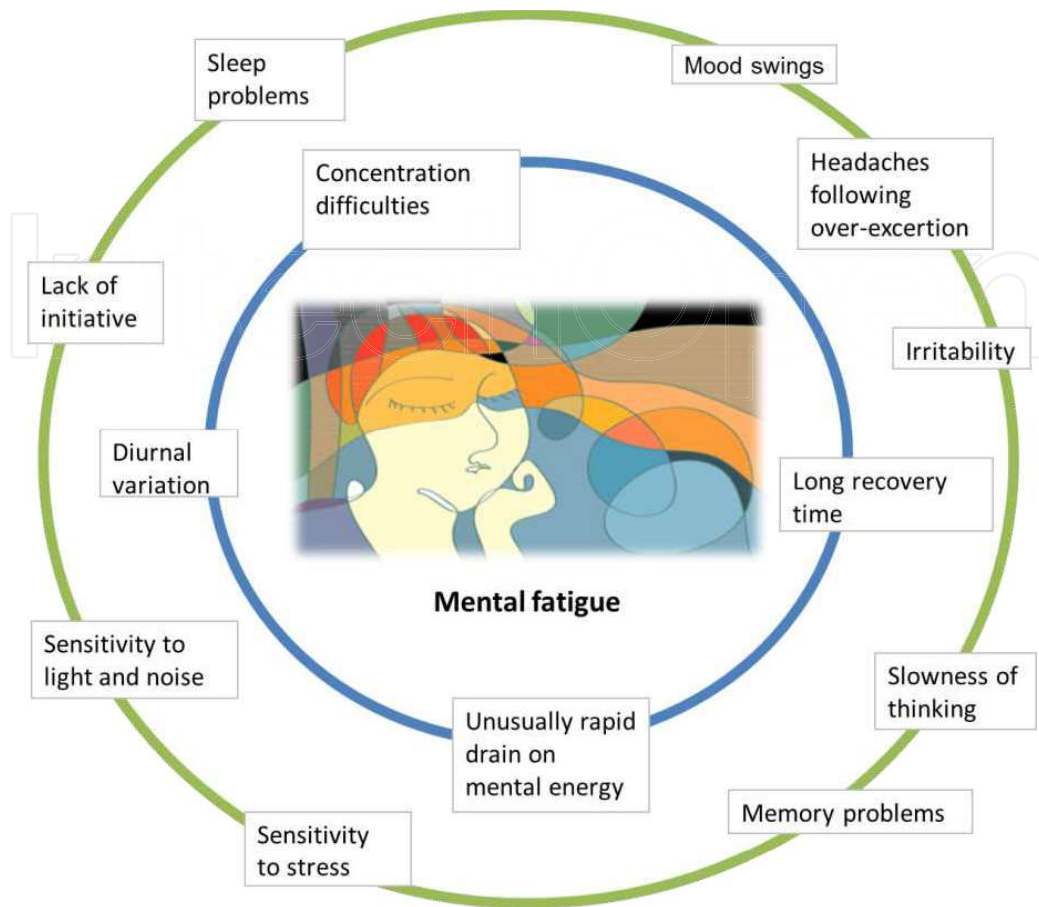 Sleep
problems
Mood swings
Concentration
difficulties
Headaches
following
over-excertion
Lack of
initiative
Irritability
Diurnal
variation
Long recovery
time
Mental fatigue
Sensitivity to
light and noise
Slowness of
thinking
Unusually rapid
drain on
mental energy
Memory problems
Sensitivity
to stress